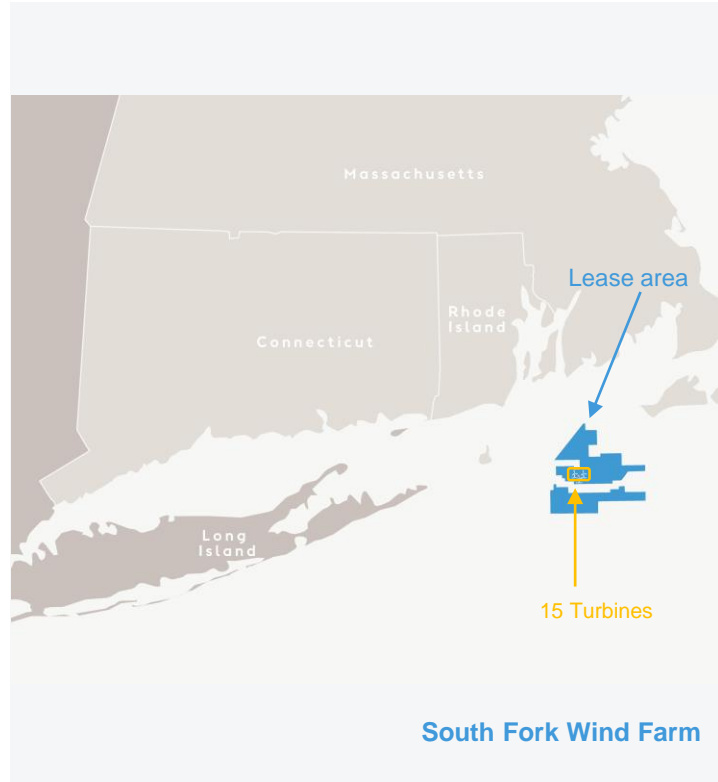 Massachusetts
Lease area
Rhode
Island
Connecticut
Long
Island
15 Turbines
South Fork Wind Farm